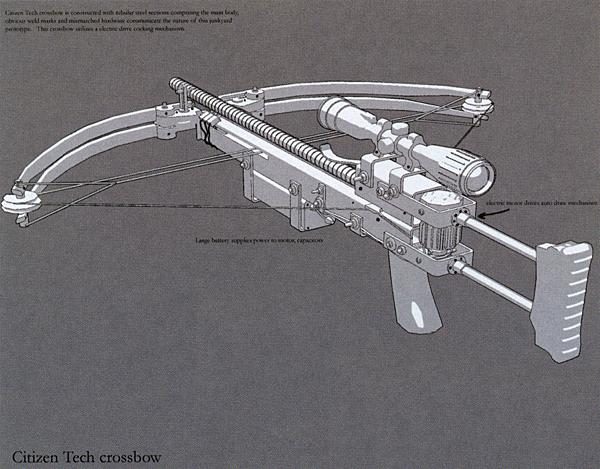 Citizen Tech crossbow is constructed with tubular steel sections comprising the main body,
obvious weld marks and mismatched hardware communicate the nature of this junkyard
prototype. This crossbow utilizes a electric drive cocking mechanism.
electric motor drives auto draw mechanism
Large battery supplies power to motor, capacitors
Citizen Tech crossbow